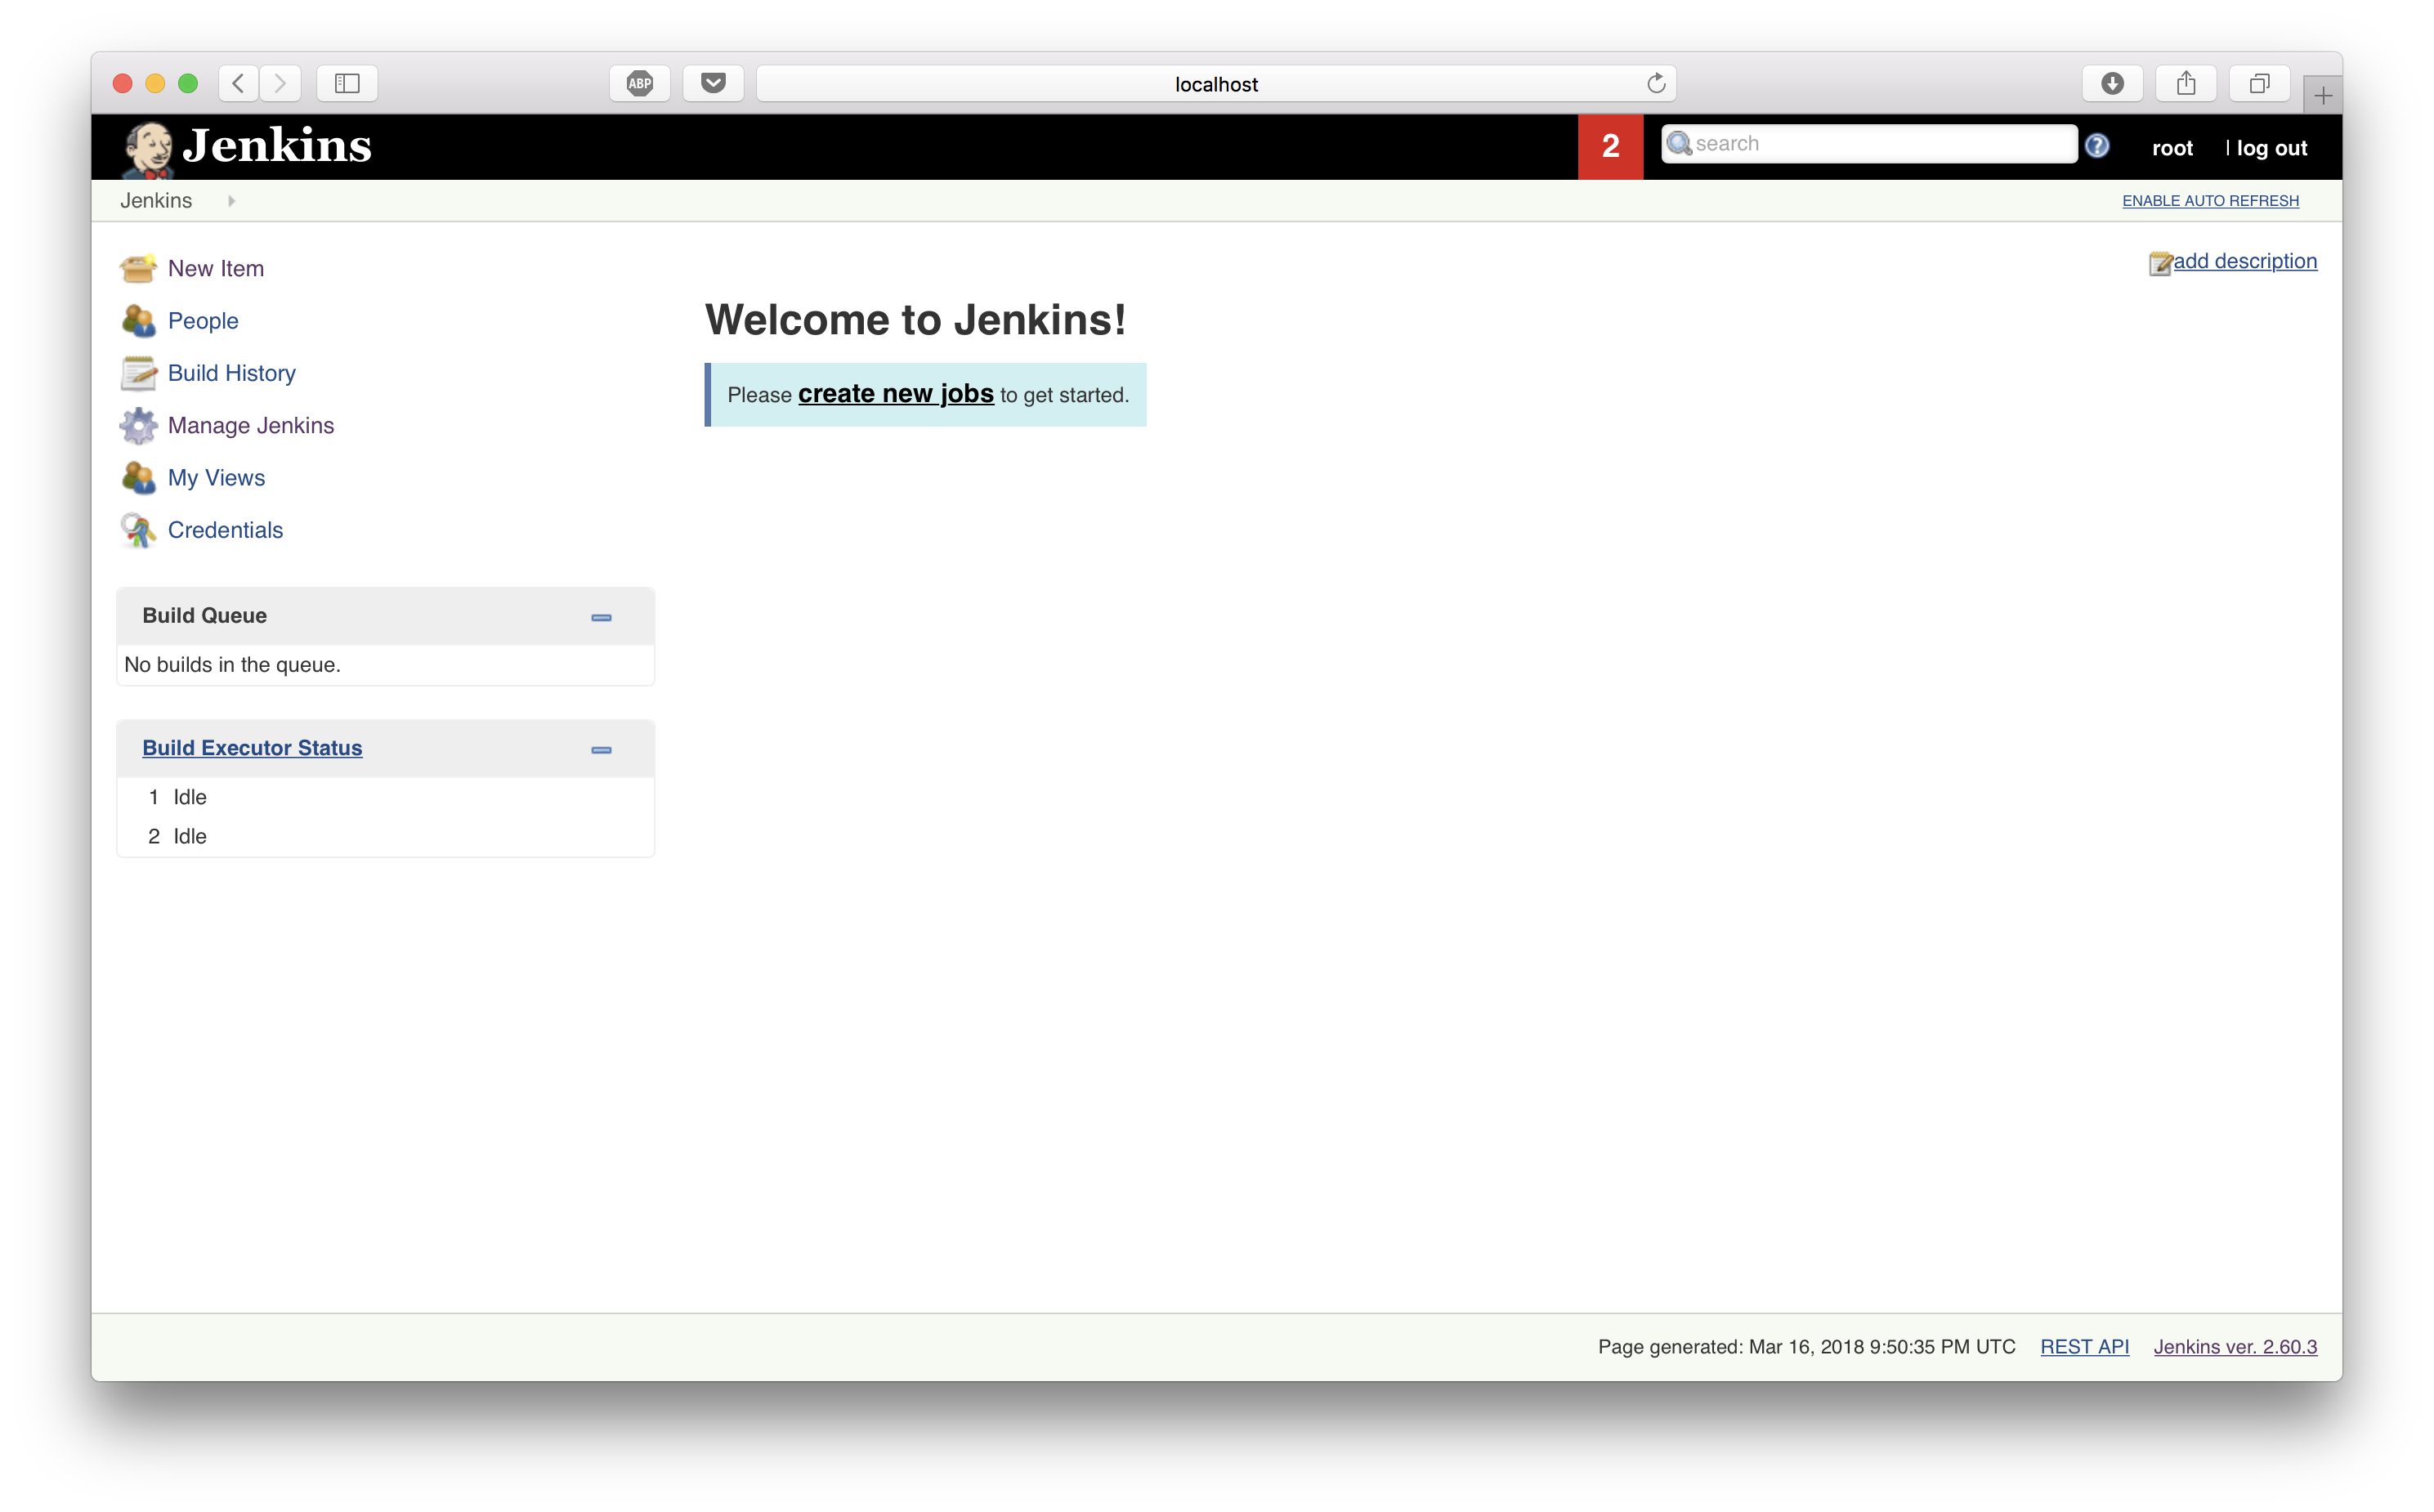 ABP
localhost
Jenkins
2
search
root
| log out
Jenkins
ENABLE AUTO REFRESH
New Item
People
Build History
Manage Jenkins
My Views
Credentials
add description
Welcome to Jenkins!
Please create new jobs to get started.
Build Queue
No builds in the queue.
Build Executor Status
1 Idle
2 Idle
Page generated: Mar 16, 2018 9:50:35 PM UTC REST API Jenkins ver. 2.60.3